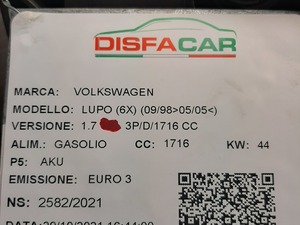 DISFACAR
MARCA: VOLKSWAGEN
MODELLO: LUPO (6X) (09/98>05/05<)
VERSIONE: 1.7 3P/D/1716 CC
ALIM.: GASOLIO CC: 1716 KW: 44
P5: AKU
EMISSIONE: EURO 3
NS: 2582/2021